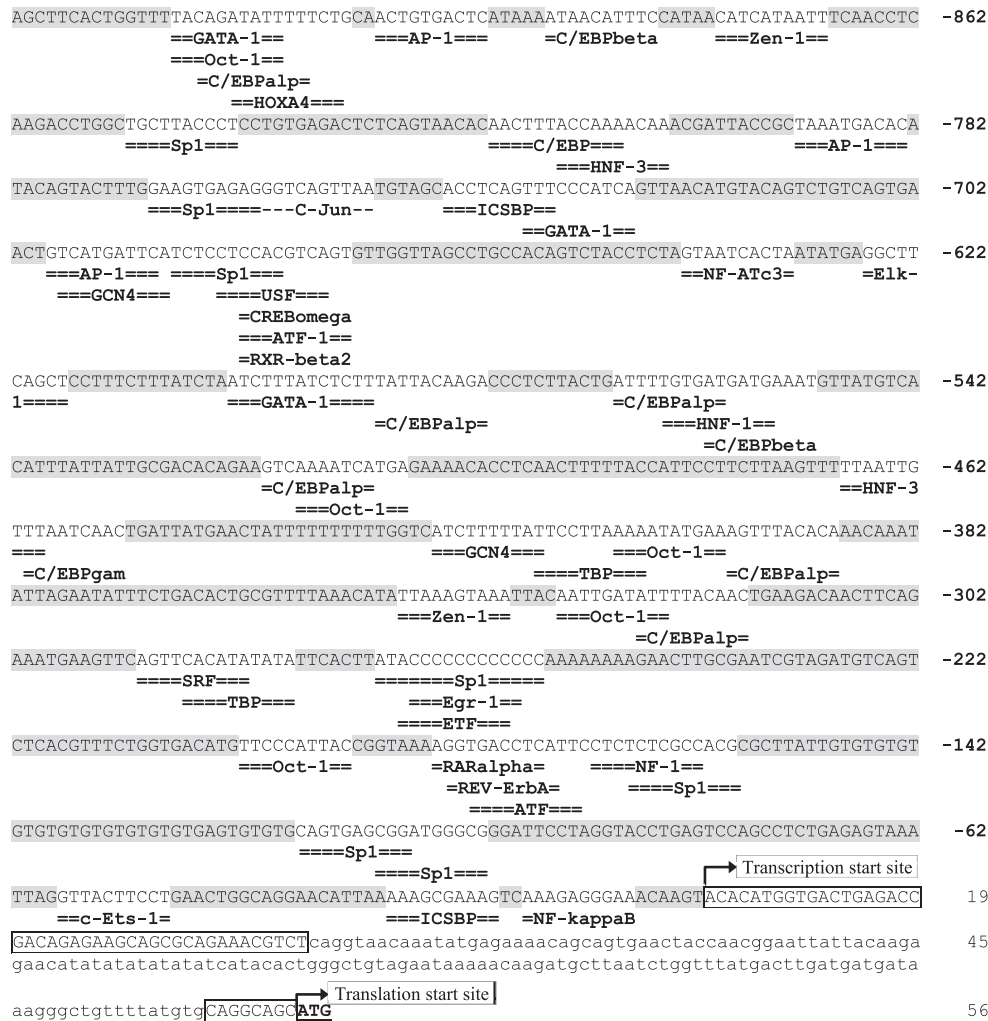 AGCTTCACTGGTTTTACAGATATTTTTCTGCAACTGTGACTCATAAAATAACATTTCCATAACATCATAATTTCAACCTC -862
==GATA-1== ===AP-1=== =C/EBPbeta ===Zen-1==
===Oct-1==
=C/EBPalp=
==HOXA4===
AAGACCTGGCTGCTTACCCTCCTGTGAGACTCTCAGTAACACAACTTTACCAAAACAAACGATTACCGCTAAATGACACA -782
====Sp1=== ====C/EBP=== ===AP-1===
===HNF-3==
TACAGTACTTTGGAAGTGAGAGGGTCAGTTAATGTAGCACCTCAGTTTCCCATCAGTTAACATGTACAGTCTGTCAGTGA -702
===Sp1====---C-Jun-- ===ICSBP==
==GATA-1==
ACTGTCATGATTCATCTCCTCCACGTCAGTGTTGGTTAGCCTGCCACAGTCTACCTCTAGTAATCACTAATATGAGGCTT -622
===AP-1=== ====Sp1=== ==NF-ATc3= =Elk-
===GCN4=== ====USF===
=CREBomega
===ATF-1==
=RXR-beta2
CAGCTCCTTTCTTTATCTAATCTTTATCTCTTTATTACAAGACCCTCTTACTGATTTTGTGATGATGAAATGTTATGTCA -542
1==== ===GATA-1==== =C/EBPalp=
=C/EBPalp= ===HNF-1==
=C/EBPbeta
CATTTATTATTGCGACACAGAAGTCAAAATCATGAGAAAACACCTCAACTTTTTACCATTCCTTCTTAAGTTTTTAATTG -462
=C/EBPalp= ==HNF-3
===Oct-1==
TTTAATCAACTGATTATGAACTATTTTTTTTTTGGTCATCTTTTTATTCCTTAAAAATATGAAAGTTTACACAAACAAAT -382
=== ===GCN4=== ===Oct-1==
=C/EBPgam ====TBP=== =C/EBPalp=
ATTAGAATATTTCTGACACTGCGTTTTAAACATATTAAAGTAAATTACAATTGATATTTTACAACTGAAGACAACTTCAG -302
===Zen-1== ===Oct-1==
=C/EBPalp=
AAATGAAGTTCAGTTCACATATATATTCACTTATACCCCCCCCCCCCAAAAAAAAGAACTTGCGAATCGTAGATGTCAGT -222
====SRF=== =======Sp1=====
====TBP=== ===Egr-1==
====ETF===
CTCACGTTTCTGGTGACATGTTCCCATTACCGGTAAAAGGTGACCTCATTCCTCTCTCGCCACGCGCTTATTGTGTGTGT -142
===Oct-1== =RARalpha= ===NF-1===
=REV-ErbA= ====Sp1===
====ATF===
GTGTGTGTGTGTGTGTGAGTGTGTGCAGTGAGCGGATGGGCGGGATTCCTAGGTACCTGAGTCCAGCCTCTGAGAGTAAA -62
====Sp1===
====Sp1===
Transcription start site
TTAGGTTACTTCCTGAACTGGCAGGAACATTAAAAAGCGAAAGTCAAAGAGGGAAACAAGTACACATGGTGACTGAGACC 19
==c-Ets-1= ===ICSBP== =NF-kappaB
GACAGAGAAGCAGCGCAGAAACGTCTcaggtaacaaatatgagaaaacagcagtgaactaccaacggaattattacaaga 45
gaacatatatatatatatcatacactgggctgtagaataaaaacaagatgcttaatctggtttatgacttgatgatgata
Translation start site
aagggctgttttatgtgCAGGCAGCATG 56